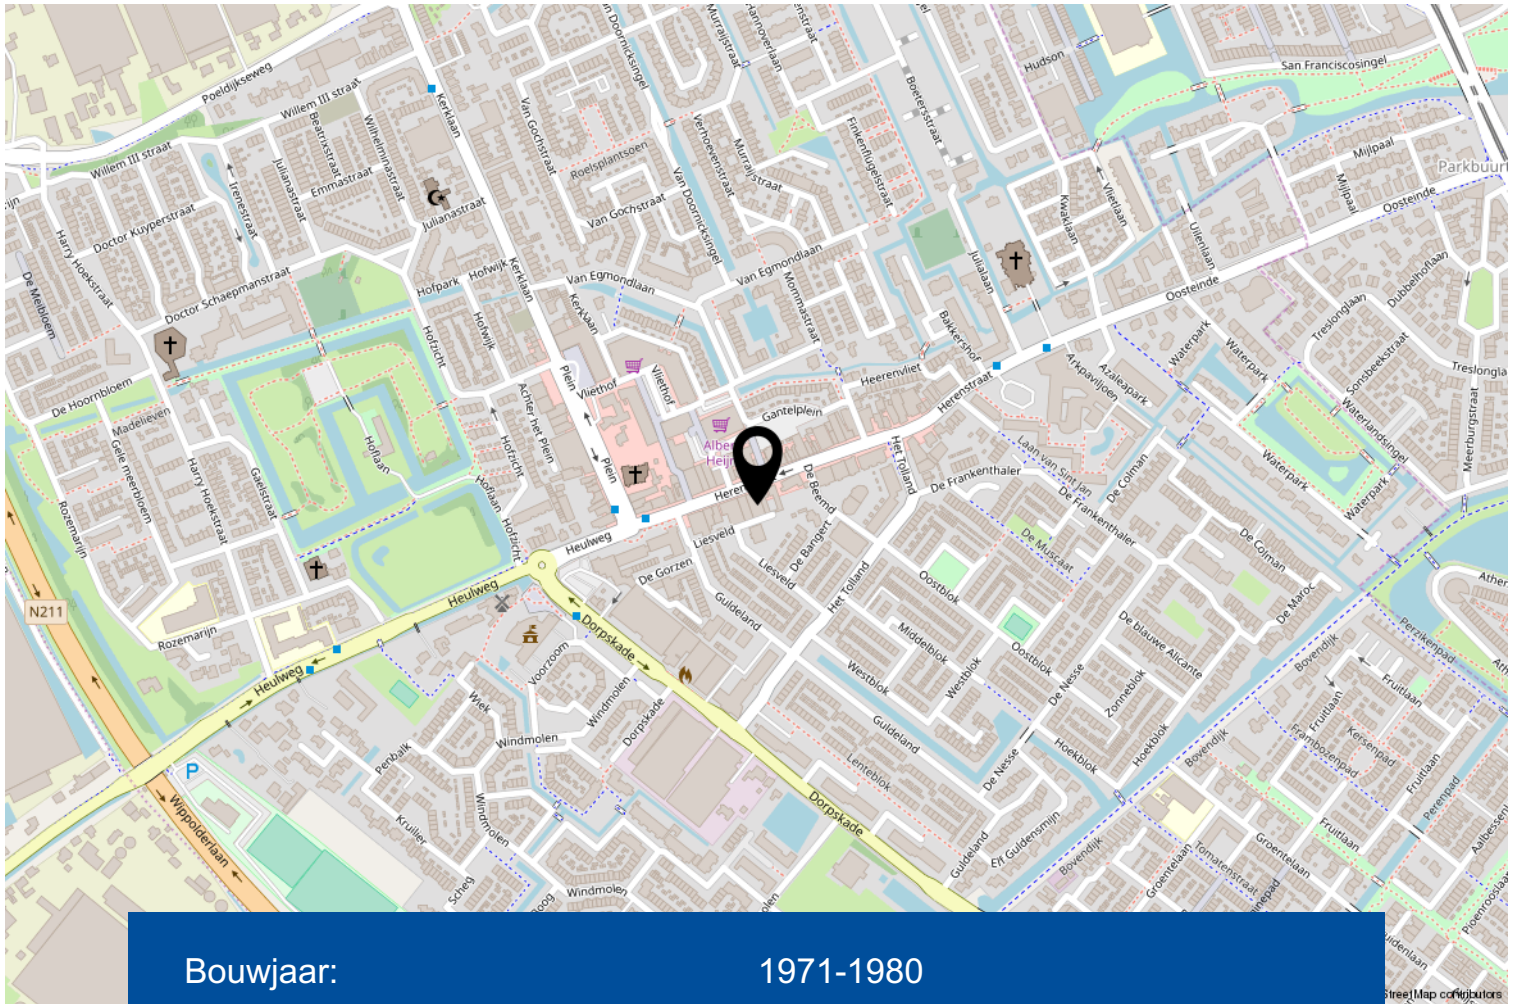 Poeldijkseweg
Willem III straat
Willem III straat
Kerklaan
Beatrixstraat
Wilhelminastraat
Julianastraat
Emmastraat
Irenestraat
Doctor Kuyperstraat
Harry Hoekstraat
De Meibloem
Doctor Schaepmanstraat
Julianastraat
Hofpark
Hofwijk
Hofwijk
Hofzicht
Kerklaan
Van Gochstraat
Roelsplantsoen
Van Gochstraat
Van Doornicksingel
Van Doornicksingel
Murraijstraat
Hannoverlaan
Verhoevenstraat
Murraijstraat
Finkenflugelstraat
Boetersstraat
Hudson
San Franciscosingel
Mijlpaal
Mijlpaal
Oosteinde
Kwaklaan
Vlietlaan
Uilenlaan
Julialaan
Van Egmondlaan
Van Egmondlaan
Kerklaan
Mommastraat
Bakkershof
Oosteinde
Dubbelhoflaan
Treslonglaan
Sonsbeekstraat
Meerburgstraat
Waterpark
Waterpark
Waterlandsingel
Waterpark
Waterpark
Azaleapark
Arkpaviljoen
Heerenvliet
Herenstraat
Gantelplein
Vliethof
Vliethof
Plein
Plein
Achter het Plein
Hofzicht
Hoflaan
Hoflaan
Hofzicht
De Hoornbloem
Madelieven
Gele meerbloem
Harry Hoekstraat
Gaelstraat
Rozemarijn
Rozemarijn
N211
Heulweg
Heulweg
Heulweg
Liesveld
Liesveld
De Gorzen
De Beemd
De Bangert
Het Tolland
Het Tolland
De Frankenthaler
Laan van Sint Jan
De Frankenthaler
De Colman
De Muscaat
De Colman
De Maroc
Oostblok
Oostblok
Middelblok
Westblok
Westblok
Guldeland
Guldeland
Guldeland
De blauwe Alicante
De Nesse
De Nesse
Zonneblok
Hoekblok
Hoekblok
Elf Guldensmijn
Lenteblok
Dorpskade
Dorpskade
Dorpskade
Voorzoom
Windmolen
Windmolen
Windmolen
Windmolen
Wiek
Penbalk
Kruilier
Scheg
Wippolderlaan
P
Bovendijk
Bovendijk
Bovendijk
Perzikenpad
Fruitlaan
Fruitlaan
Fruitlaan
Fruitlaan
Kersenpad
Frambozenpad
Perenpad
Groentelaan
Groentelaan
Tomatenstraat
Bouwjaar: 1971-1980